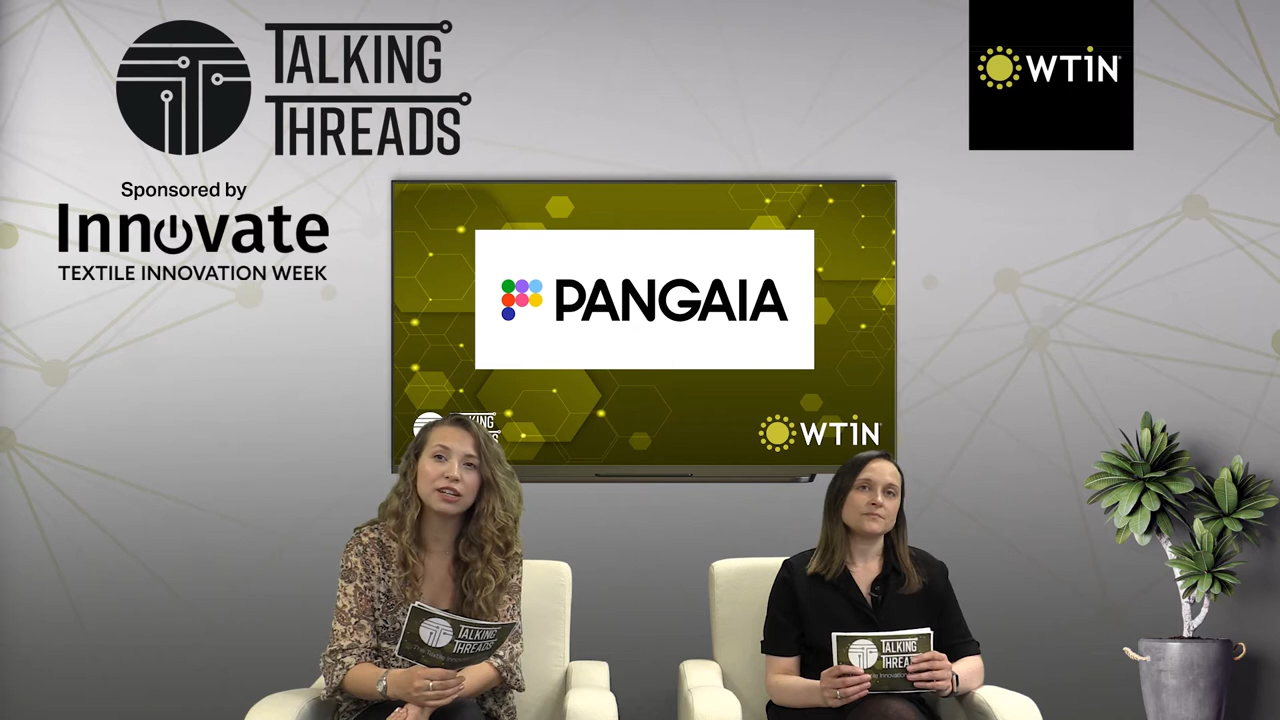 TALKING
THREADS
WTiN
Sponsored by
Innovate
TEXTILE INNOVATION WEEK
PANGAIA
WTiN
TALKING
THREADS
TALKING
THREADS